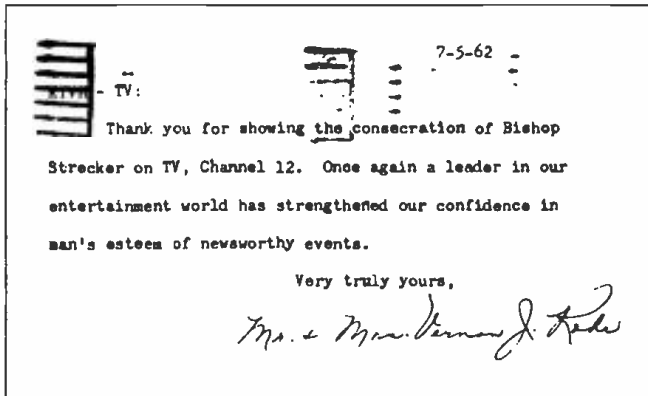 7-5-62
KTVH - TV:
Thank you for showing the consecration of Bishop
Strecker on TV, Channel 12. Once again a leader in our
entertainment world has strengthened our confidence in
man's esteem of newsworthy events.
Very truly yours,
Mr. & Mrs. Vernon J.